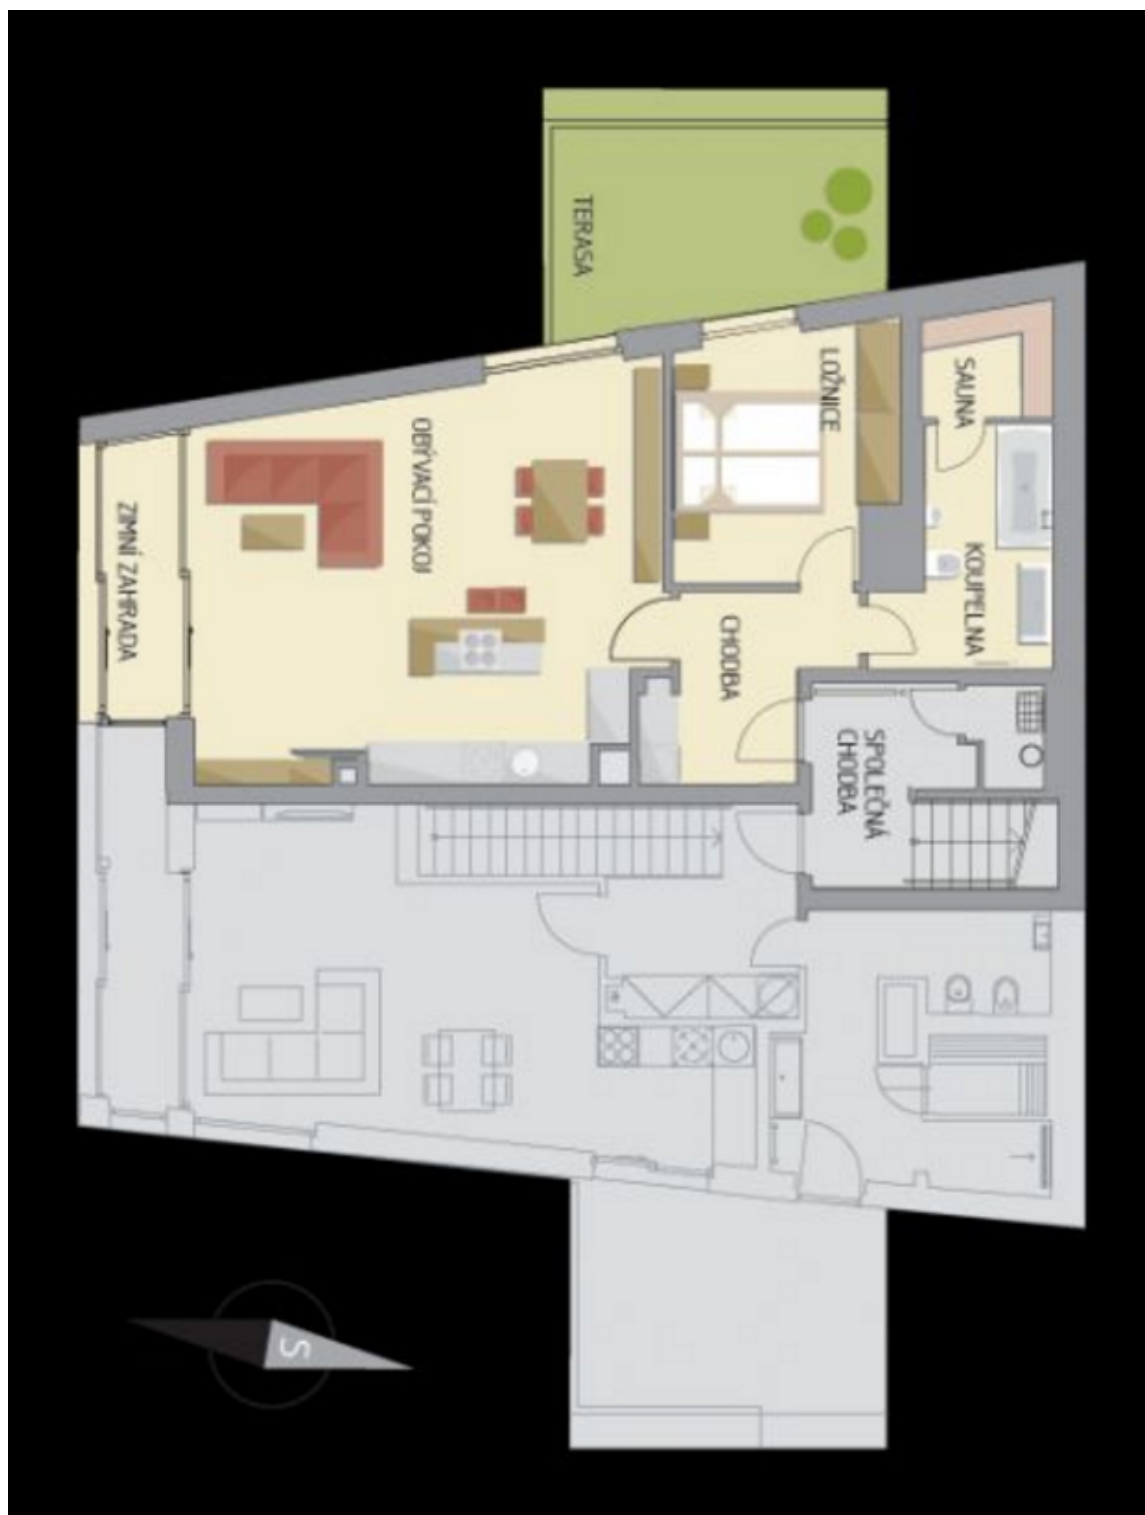 TERASA
LOŽNICE
SAUNA
OBÝVACÍ POKOJ
ZIMNÍ ZAHRADA
KOUPELNA
CHODBA
SPOLEČNÁ
CHODBA
S